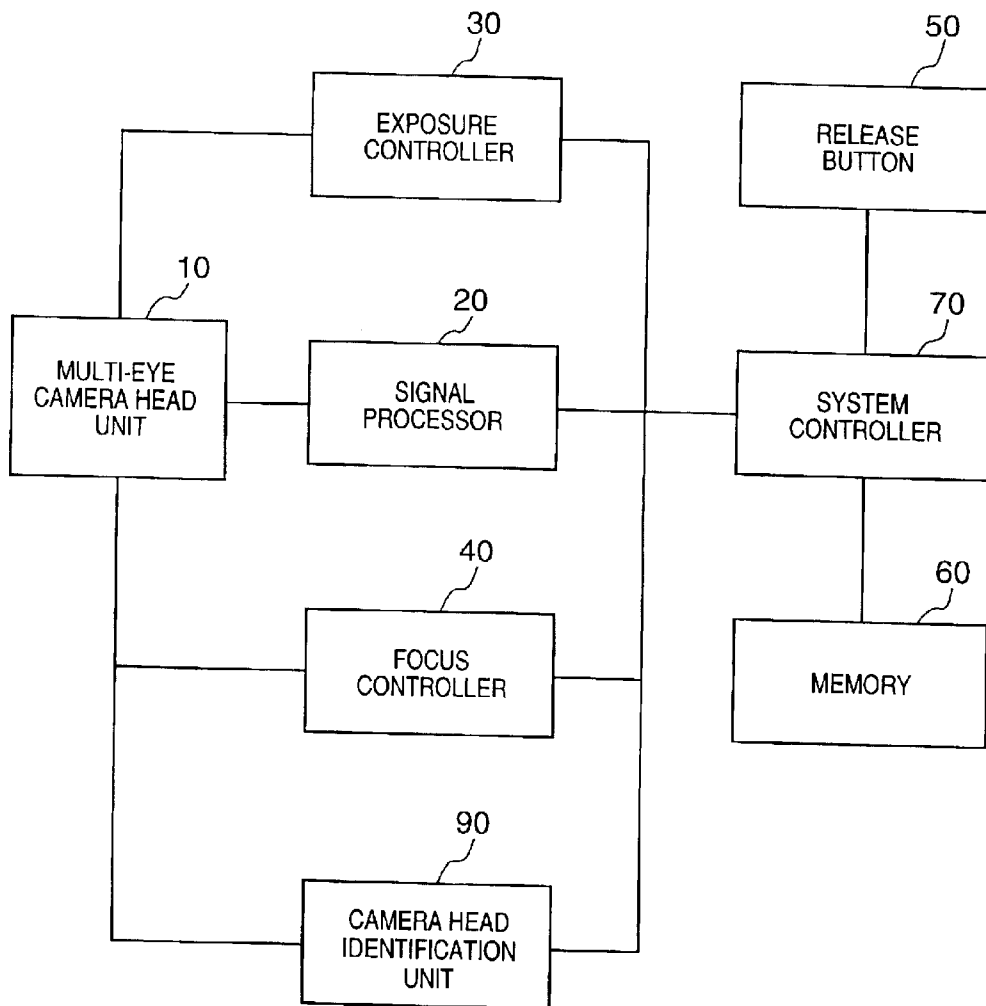 30
EXPOSURE
CONTROLLER
50
RELEASE
BUTTON
10
MULTI-EYE
CAMERA HEAD
UNIT
20
SIGNAL
PROCESSOR
70
SYSTEM
CONTROLLER
40
FOCUS
CONTROLLER
60
MEMORY
90
CAMERA HEAD
IDENTIFICATION
UNIT